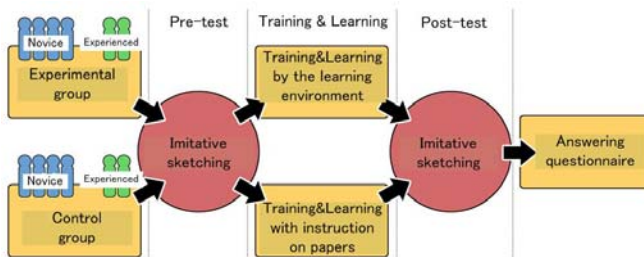 Pre-test
Training & Learning
Post-test
Novice
Experienced
Experimental
group
Imitative
sketching
Training&Learning
by the learning
environment
Imitative
sketching
Answering
questionnaire
Novice
Experienced
Control
group
Training&Learning
with instruction
on papers